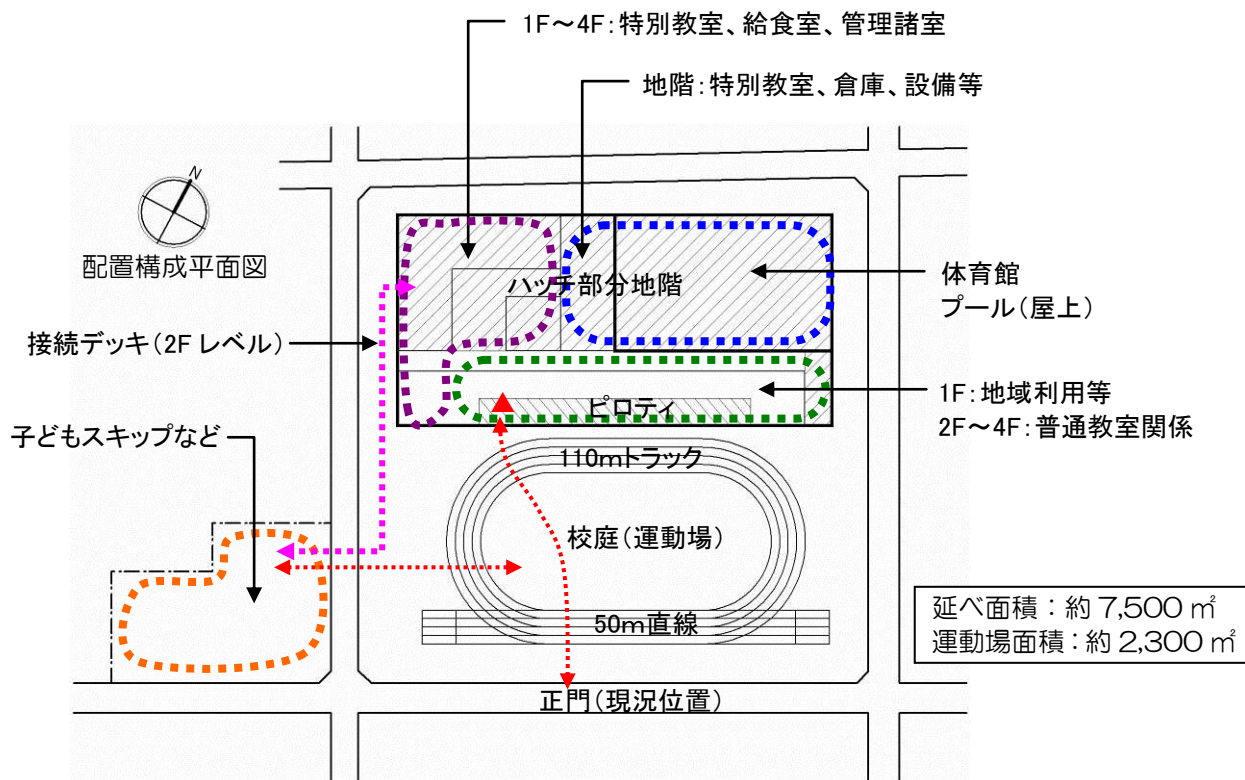 1F～4F：特別教室、給食室、管理諸室
地階：特別教室、倉庫、設備等
N
配置構成平面図
ハッチ部分地階
体育館
プール（屋上）
接続デッキ（2F レベル）
1F：地域利用等
2F～4F：普通教室関係
ピロティ
子どもスキップなど
110mトラック
校庭（運動場）
50m直線
延べ面積：約 7,500 ㎡
運動場面積：約 2,300 ㎡
正門（現況位置）